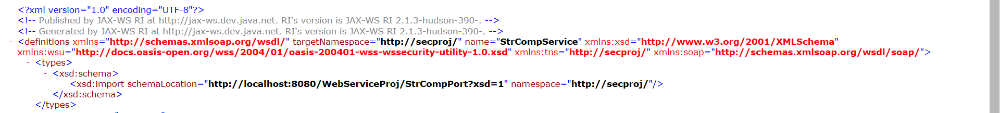 <?xml version="1.0" encoding="UTF-8"?>
<!-- Published by JAX-WS RI at http://jax-ws.dev.java.net. RI's version is JAX-WS RI 2.1.3-hudson-390-. -->
<!-- Generated by JAX-WS RI at http://jax-ws.dev.java.net. RI's version is JAX-WS RI 2.1.3-hudson-390-. -->
- <definitions xmlns="http://schemas.xmlsoap.org/wsdl/" targetNamespace="http://secproj/" name="StrCompService" xmlns:xsd="http://www.w3.org/2001/XMLSchema"
xmlns:wsu="http://docs.oasis-open.org/wss/2004/01/oasis-200401-wss-wssecurity-utility-1.0.xsd" xmlns:tns="http://secproj/" xmlns:soap="http://schemas.xmlsoap.org/wsdl/soap/">
- <types>
- <xsd:schema>
<xsd:import schemaLocation="http://localhost:8080/WebServiceProj/StrCompPort?xsd=1" namespace="http://secproj/"/>
</xsd:schema>
</types>